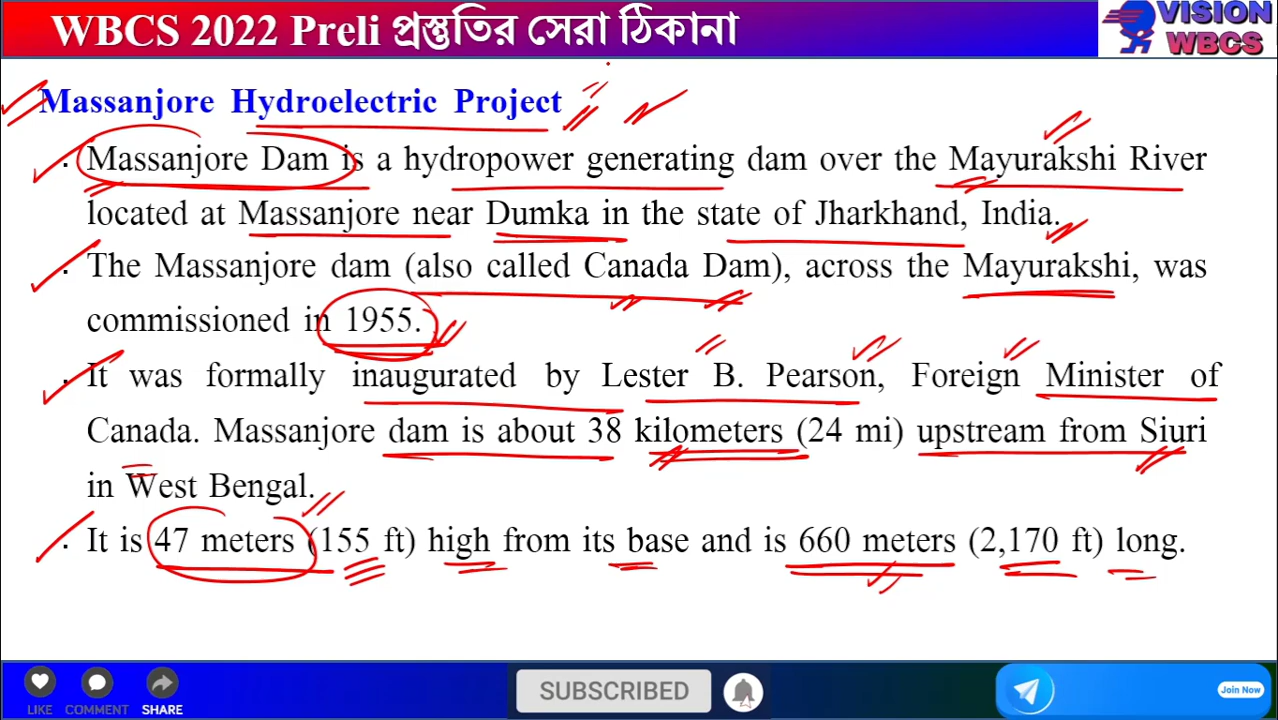 WBCS 2022 Preli প্রস্তুতির সেরা ঠিকানা
VISION
WBCS
Massanjore Hydroelectric Project
Massanjore Dam is a hydropower generating dam over the Mayurakshi River
located at Massanjore near Dumka in the state of Jharkhand, India.
The Massanjore dam (also called Canada Dam), across the Mayurakshi, was
commissioned in 1955.
It was formally inaugurated by Lester B. Pearson, Foreign Minister of
Canada. Massanjore dam is about 38 kilometers (24 mi) upstream from Siuri
in West Bengal.
It is 47 meters (155 ft) high from its base and is 660 meters (2,170 ft) long.
LIKE COMMENT SHARE
SUBSCRIBED
Join Now